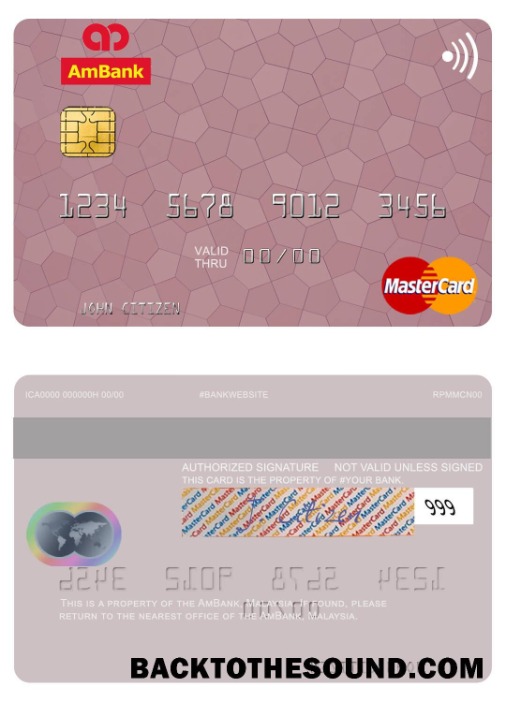 AmBank
1234 5678 9012 3456
VALID THRU 00/00
JOHN CITIZEN
MasterCard
ICA0000 000000H 00/00 #BANKWEBSITE RPMMCN00
AUTHORIZED SIGNATURE NOT VALID UNLESS SIGNED
THIS CARD IS THE PROPERTY OF #YOUR BANK.
999
THIS IS A PROPERTY OF THE AMBANK, MALAYSIA. IF FOUND, PLEASE
RETURN TO THE NEAREST OFFICE OF THE AMBANK, MALAYSIA.
BACKTOTHESOUND.COM